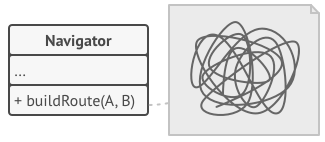 Navigator
...
+ buildRoute(A, B)